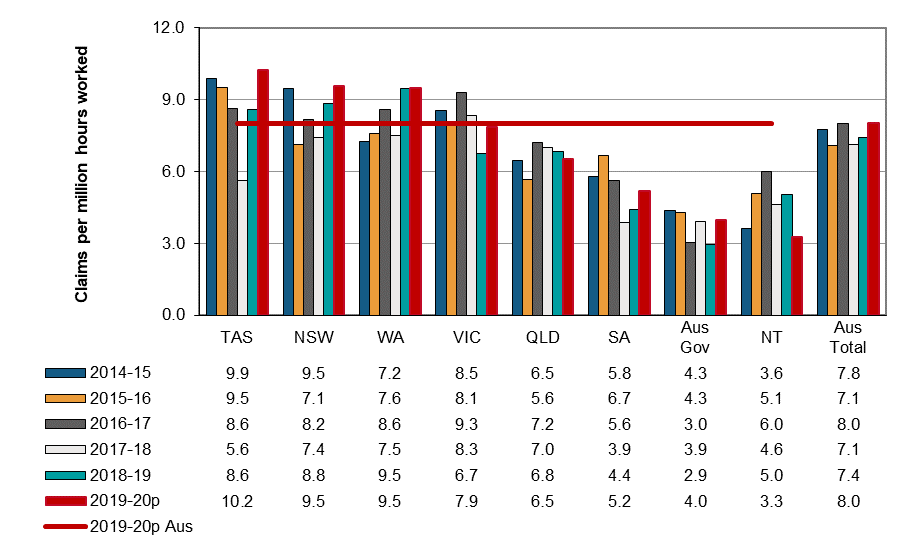 12.0
9.0
6.0
3.0
0.0
Claims per million hours worked
TAS NSW WA VIC QLD SA Aus Gov NT Aus Total
2014-15 9.9 9.5 7.2 8.5 6.5 5.8 4.3 3.6 7.8
2015-16 9.5 7.1 7.6 8.1 5.6 6.7 4.3 5.1 7.1
2016-17 8.6 8.2 8.6 9.3 7.2 5.6 3.0 6.0 8.0
2017-18 5.6 7.4 7.5 8.3 7.0 3.9 3.9 4.6 7.1
2018-19 8.6 8.8 9.5 6.7 6.8 4.4 2.9 5.0 7.4
2019-20p 10.2 9.5 9.5 7.9 6.5 5.2 4.0 3.3 8.0
2019-20p Aus